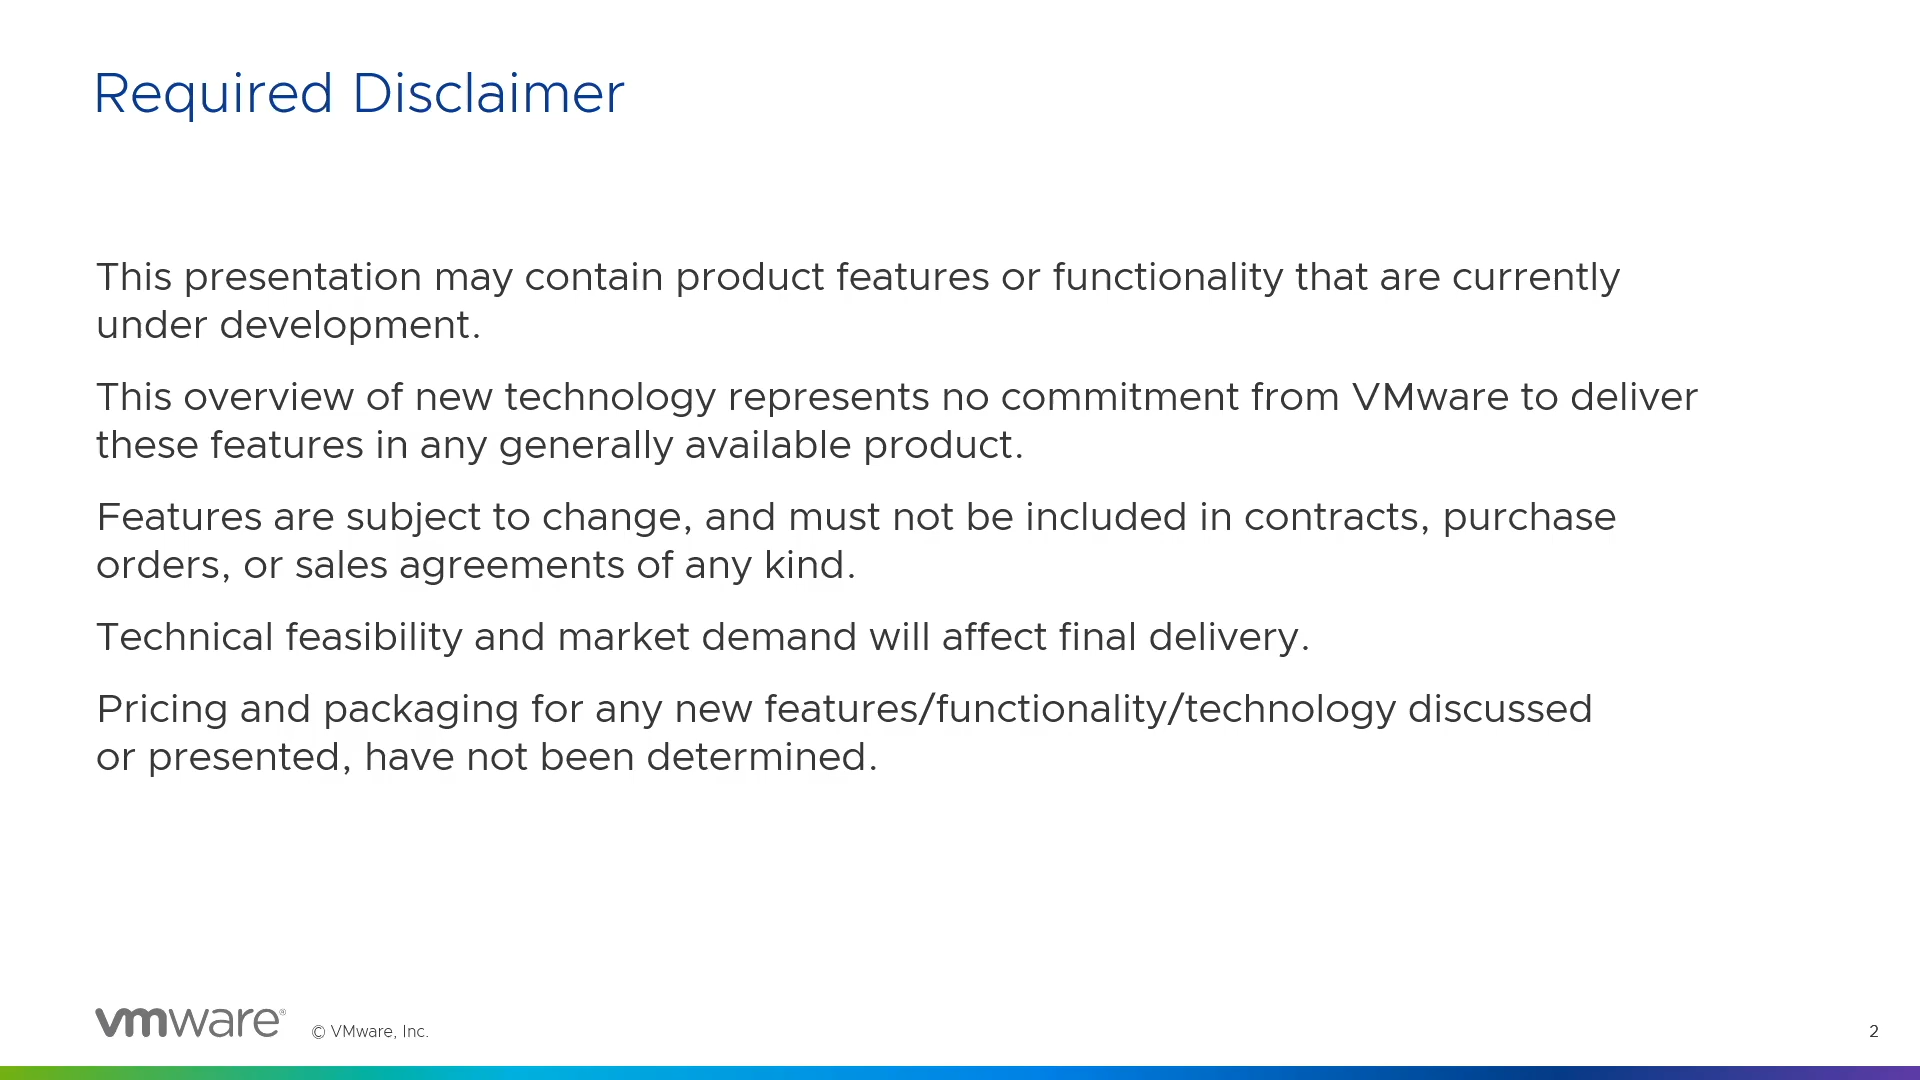 Required Disclaimer
This presentation may contain product features or functionality that are currently
under development.
This overview of new technology represents no commitment from VMware to deliver
these features in any generally available product.
Features are subject to change, and must not be included in contracts, purchase
orders, or sales agreements of any kind.
Technical feasibility and market demand will affect final delivery.
Pricing and packaging for any new features/functionality/technology discussed
or presented, have not been determined.
vmware® © VMware, Inc. 2